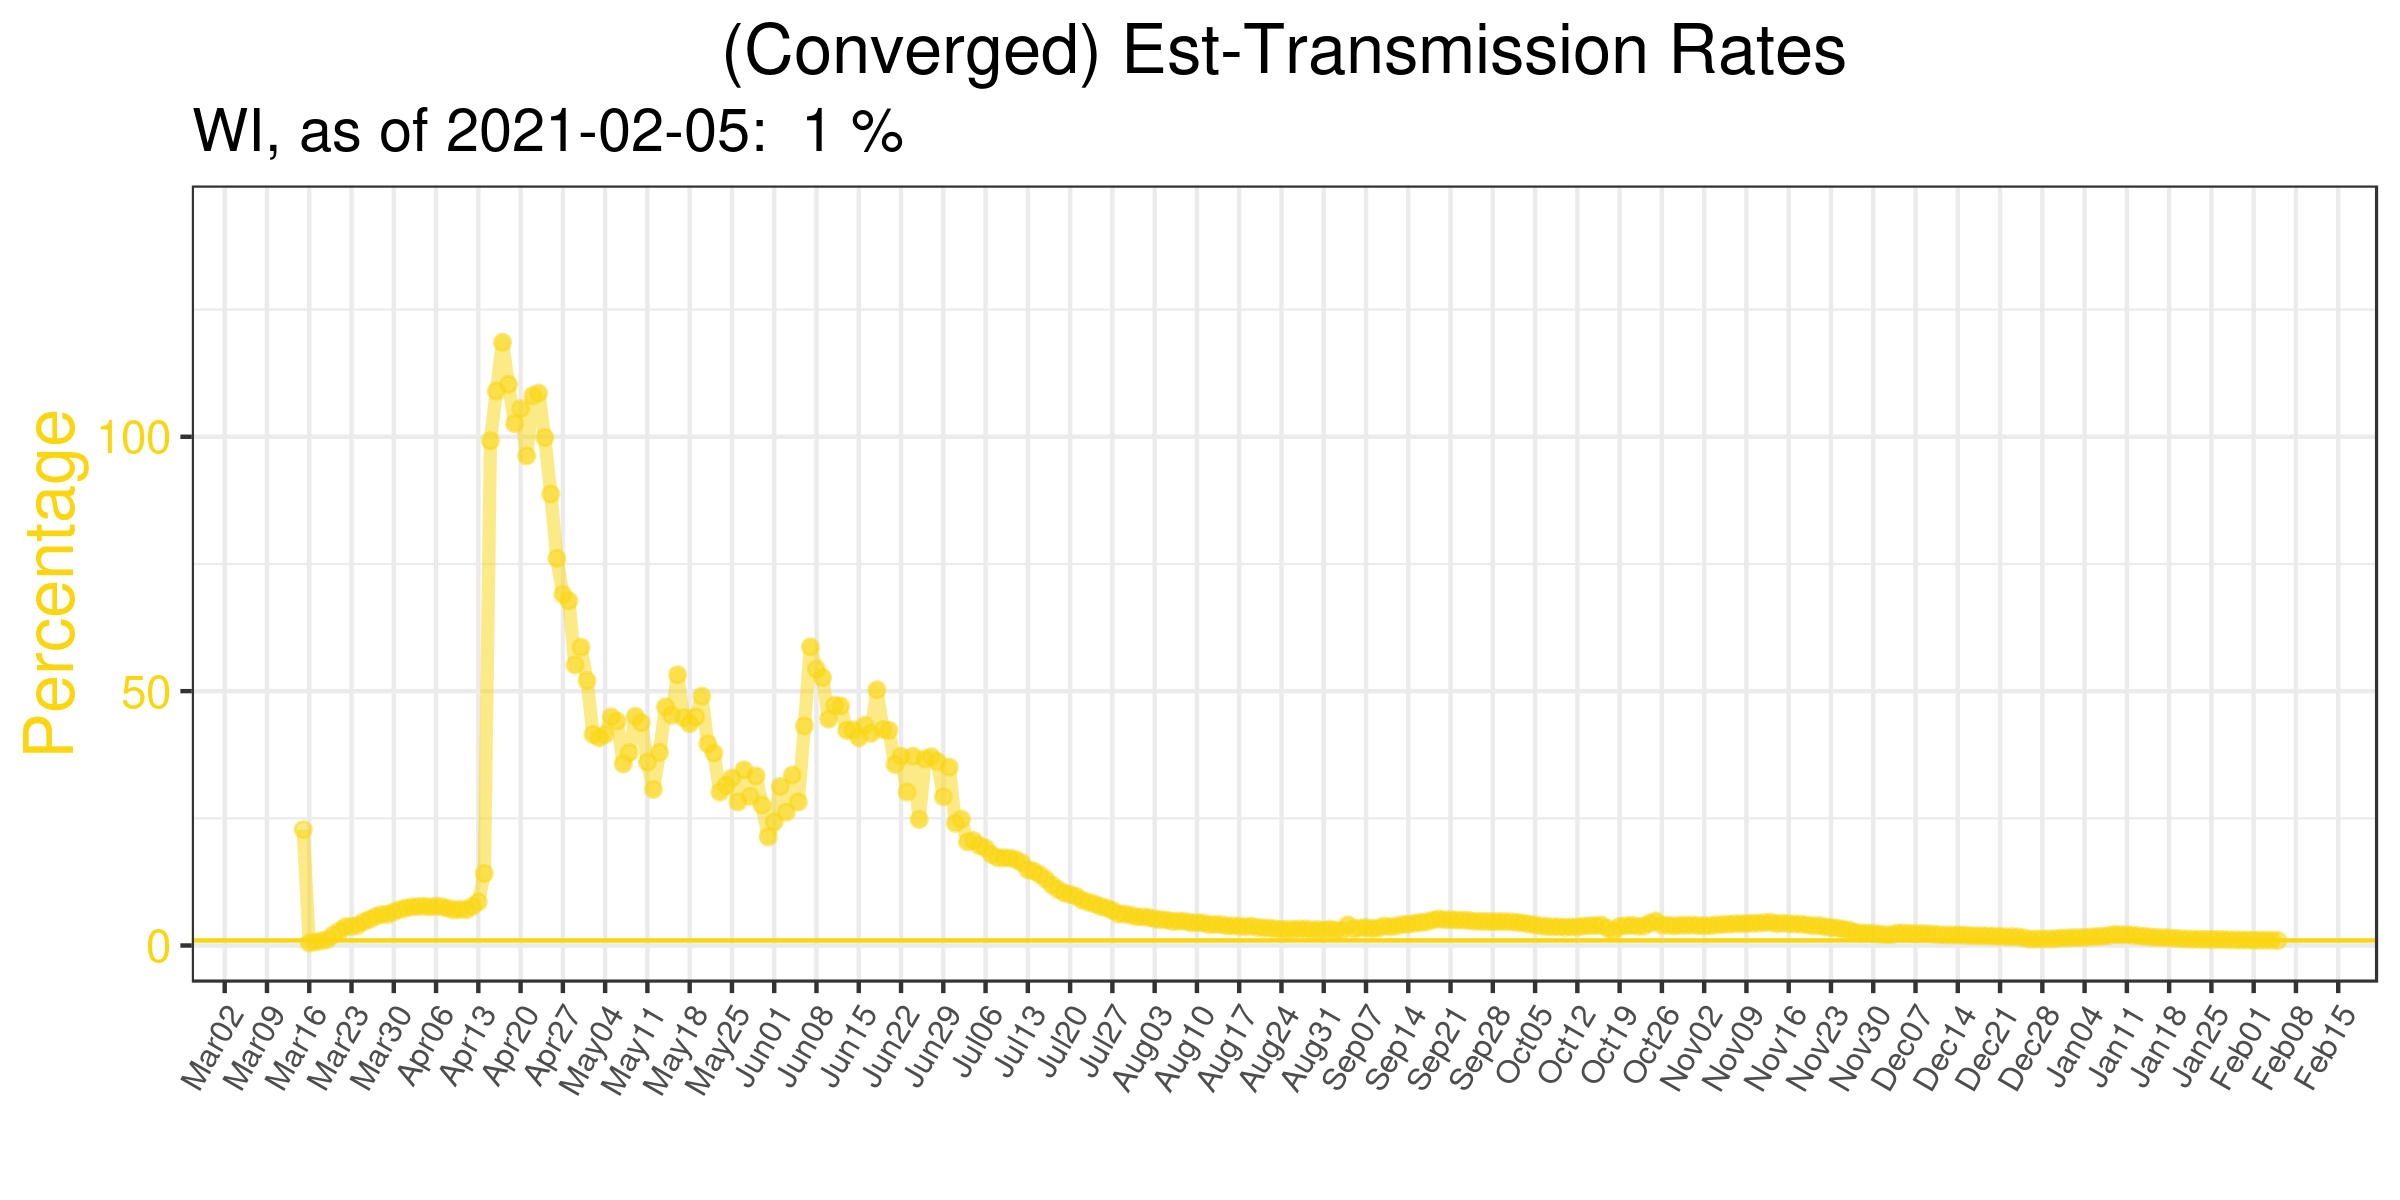 (Converged) Est-Transmission Rates
WI, as of 2021-02-05:  1 %
Percentage
100
50
0
Mar02
Mar09
Mar16
Mar23
Mar30
Apr06
Apr13
Apr20
Apr27
May04
May11
May18
May25
Jun01
Jun08
Jun15
Jun22
Jun29
Jul06
Jul13
Jul20
Jul27
Aug03
Aug10
Aug17
Aug24
Aug31
Sep07
Sep14
Sep21
Sep28
Oct05
Oct12
Oct19
Oct26
Nov02
Nov09
Nov16
Nov23
Nov30
Dec07
Dec14
Dec21
Dec28
Jan04
Jan11
Jan18
Jan25
Feb01
Feb08
Feb15